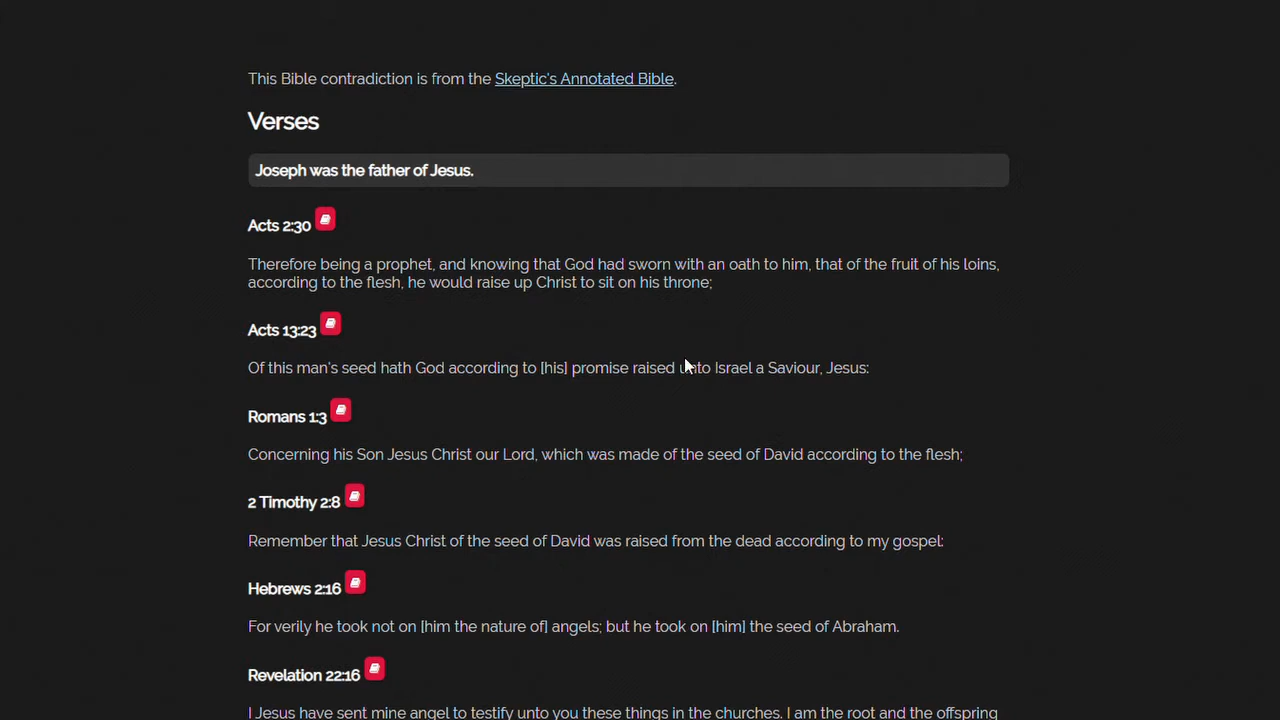 This Bible contradiction is from the Skeptic's Annotated Bible.
Verses
Joseph was the father of Jesus.
Acts 2:30
Therefore being a prophet, and knowing that God had sworn with an oath to him, that of the fruit of his loins,
according to the flesh, he would raise up Christ to sit on his throne;
Acts 13:23
Of this man's seed hath God according to [his] promise raised unto Israel a Saviour, Jesus:
Romans 1:3
Concerning his Son Jesus Christ our Lord, which was made of the seed of David according to the flesh;
2 Timothy 2:8
Remember that Jesus Christ of the seed of David was raised from the dead according to my gospel:
Hebrews 2:16
For verily he took not on [him the nature of] angels; but he took on [him] the seed of Abraham.
Revelation 22:16
I Jesus have sent mine angel to testify unto you these things in the churches. I am the root and the offspring